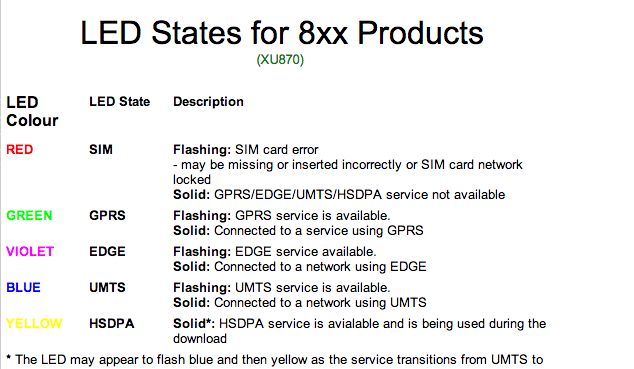 LED States for 8xx Products
(XU870)
LED Colour LED State Description
RED SIM Flashing: SIM card error
- may be missing or inserted incorrectly or SIM card network
locked
Solid: GPRS/EDGE/UMTS/HSDPA service not available
GREEN GPRS Flashing: GPRS service is available.
Solid: Connected to a service using GPRS
VIOLET EDGE Flashing: EDGE service available.
Solid: Connected to a network using EDGE
BLUE UMTS Flashing: UMTS service is available.
Solid: Connected to a network using UMTS
YELLOW HSDPA Solid*: HSDPA service is avialable and is being used during the
download
* The LED may appear to flash blue and then yellow as the service transitions from UMTS to